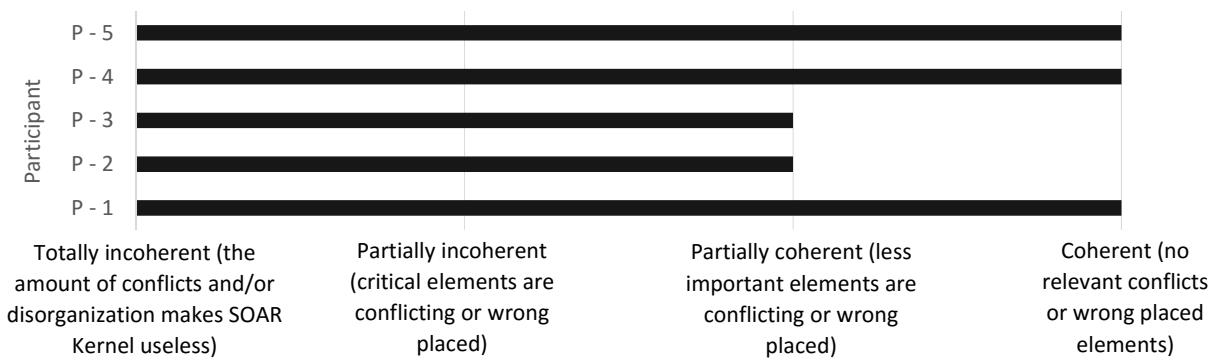 P - 5
P - 4
P - 3
P - 2
P - 1
Participant
Totally incoherent (the
amount of conflicts and/or
disorganization makes SOAR
Kernel useless)
Partially incoherent
(critical elements are
conflicting or wrong
placed)
Partially coherent (less
important elements are
conflicting or wrong
placed)
Coherent (no
relevant conflicts
or wrong placed
elements)